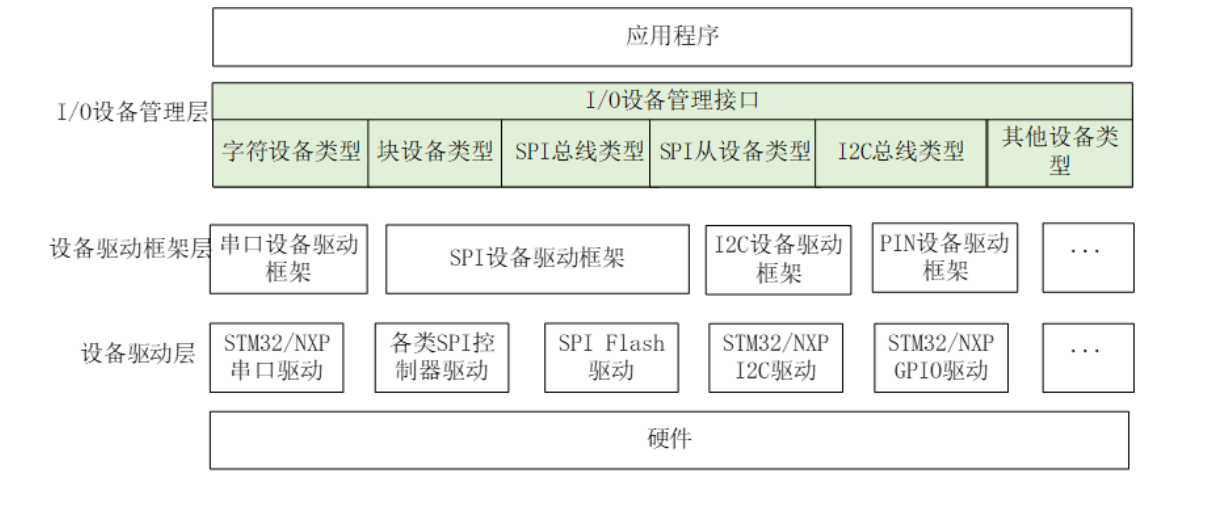 应用程序
I/O设备管理层
I/O设备管理接口
字符设备类型
块设备类型
SPI总线类型
SPI从设备类型
I2C总线类型
其他设备类
型
设备驱动框架层
串口设备驱动
框架
SPI设备驱动框架
I2C设备驱动
框架
PIN设备驱动
框架
...
设备驱动层
STM32/NXP
串口驱动
各类SPI控
制器驱动
SPI Flash
驱动
STM32/NXP
I2C驱动
STM32/NXP
GPIO驱动
...
硬件